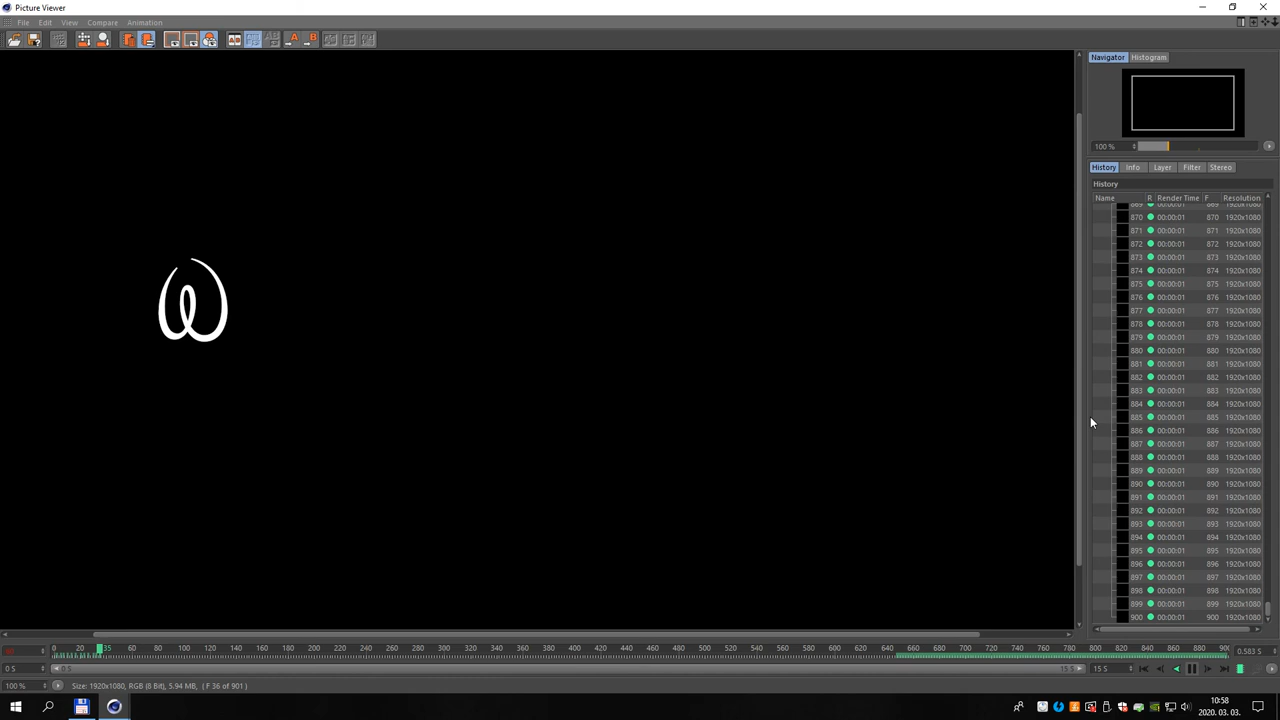 Picture Viewer
File Edit View Compare Animation
Navigator Histogram
100 %
History Info Layer Filter Stereo
History
Name R Render Time F Resolution
869 00:00:01 869 1920x1080
870 00:00:01 870 1920x1080
871 00:00:01 871 1920x1080
872 00:00:01 872 1920x1080
873 00:00:01 873 1920x1080
874 00:00:01 874 1920x1080
875 00:00:01 875 1920x1080
876 00:00:01 876 1920x1080
877 00:00:01 877 1920x1080
878 00:00:01 878 1920x1080
879 00:00:01 879 1920x1080
880 00:00:01 880 1920x1080
881 00:00:01 881 1920x1080
882 00:00:01 882 1920x1080
883 00:00:01 883 1920x1080
884 00:00:01 884 1920x1080
885 00:00:01 885 1920x1080
886 00:00:01 886 1920x1080
887 00:00:01 887 1920x1080
888 00:00:01 888 1920x1080
889 00:00:01 889 1920x1080
890 00:00:01 890 1920x1080
891 00:00:01 891 1920x1080
892 00:00:01 892 1920x1080
893 00:00:01 893 1920x1080
894 00:00:01 894 1920x1080
895 00:00:01 895 1920x1080
896 00:00:01 896 1920x1080
897 00:00:01 897 1920x1080
898 00:00:01 898 1920x1080
899 00:00:01 899 1920x1080
900 00:00:01 900 1920x1080
0 20 35 60 80 100 120 140 160 180 200 220 240 260 280 300 320 340 360 380 400 420 440 460 480 500 520 540 560 580 600 620 640 660 680 700 720 740 760 780 800 820 840 860 880 900 0.583 S
0 S 0 S 15 S 15 S
100 % Size: 1920x1080, RGB (8 Bit), 5.94 MB, ( F 36 of 901 )
10:58
2020. 03. 03.